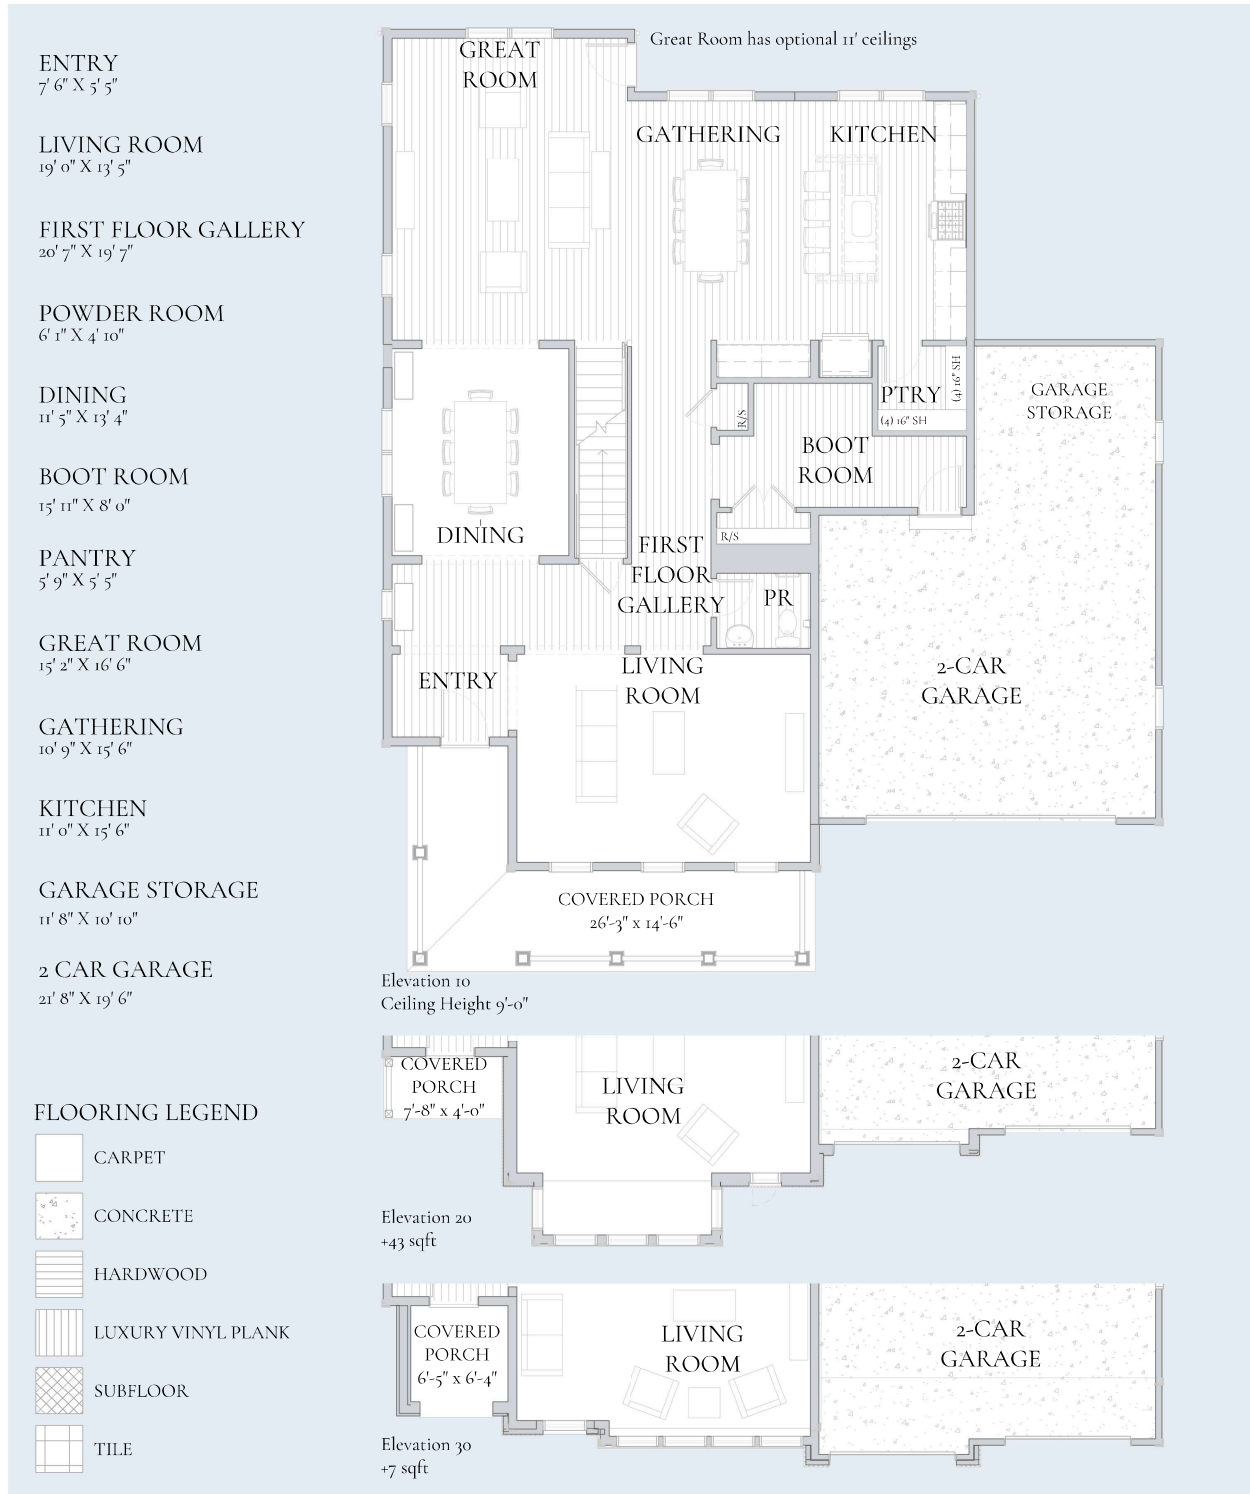 ENTRY
7' 6" X 5' 5"
LIVING ROOM
19' 0" X 13' 5"
FIRST FLOOR GALLERY
20' 7" X 19' 7"
POWDER ROOM
6' 1" X 4' 10"
DINING
11' 5" X 13' 4"
BOOT ROOM
15' 11" X 8' 0"
PANTRY
5' 9" X 5' 5"
GREAT ROOM
15' 2" X 16' 6"
GATHERING
10' 9" X 15' 6"
KITCHEN
11' 0" X 15' 6"
GARAGE STORAGE
11' 8" X 10' 10"
2 CAR GARAGE
21' 8" X 19' 6"
FLOORING LEGEND
CARPET
CONCRETE
HARDWOOD
LUXURY VINYL PLANK
SUBFLOOR
TILE
Great Room has optional 11' ceilings
GREAT
ROOM
GATHERING
KITCHEN
GARAGE
STORAGE
PTRY
(4) 16" SH
(4) 16" SH
R/S
BOOT
ROOM
R/S
DINING
FIRST
FLOOR
GALLERY
PR
ENTRY
LIVING
ROOM
2-CAR
GARAGE
COVERED PORCH
26'-3" x 14'-6"
Elevation 10
Ceiling Height 9'-0"
COVERED
PORCH
7'-8" x 4'-0"
LIVING
ROOM
2-CAR
GARAGE
Elevation 20
+43 sqft
COVERED
PORCH
6'-5" x 6'-4"
LIVING
ROOM
2-CAR
GARAGE
Elevation 30
+7 sqft